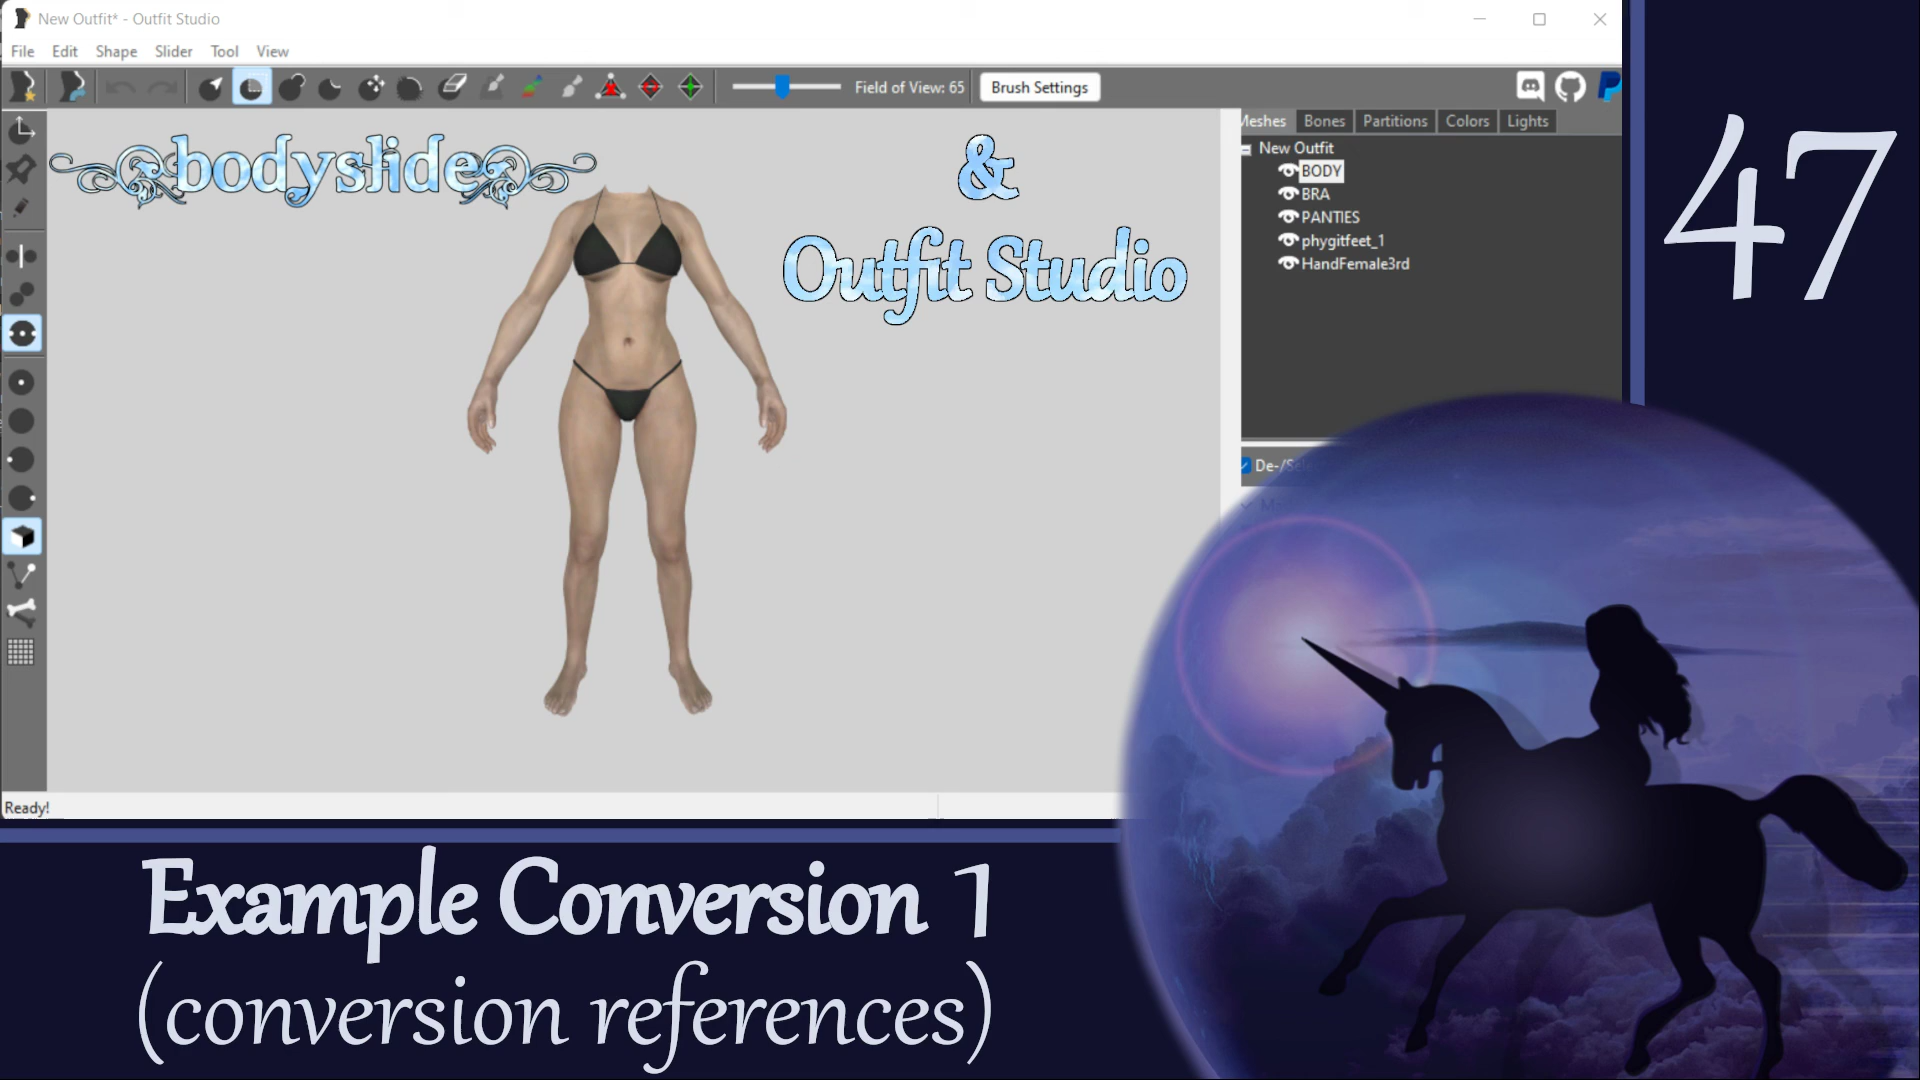 New Outfit* - Outfit Studio
File Edit Shape Slider Tool View
Field of View: 65 Brush Settings
Meshes Bones Partitions Colors Lights
New Outfit
BODY
BRA
PANTIES
phygitfeet_1
HandFemale3rd
bodyslide
&
Outfit Studio
47
Ready!
Example Conversion 1
(conversion references)